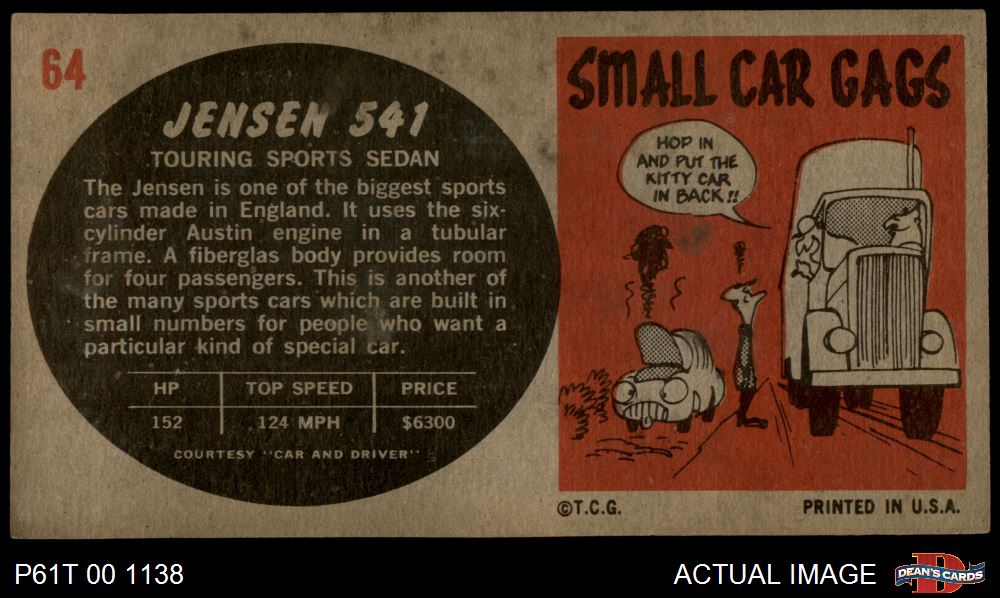 64
JENSEN 541
TOURING SPORTS SEDAN
The Jensen is one of the biggest sports
cars made in England. It uses the six-
cylinder Austin engine in a tubular
frame. A fiberglas body provides room
for four passengers. This is another of
the many sports cars which are built in
small numbers for people who want a
particular kind of special car.
HP TOP SPEED PRICE
152 124 MPH $6300
COURTESY "CAR AND DRIVER"
SMALL CAR GAGS
HOP IN
AND PUT THE
KITTY CAR
IN BACK!!
©T.C.G. PRINTED IN U.S.A.
P61T 00 1138 ACTUAL IMAGE DEAN'S CARDS